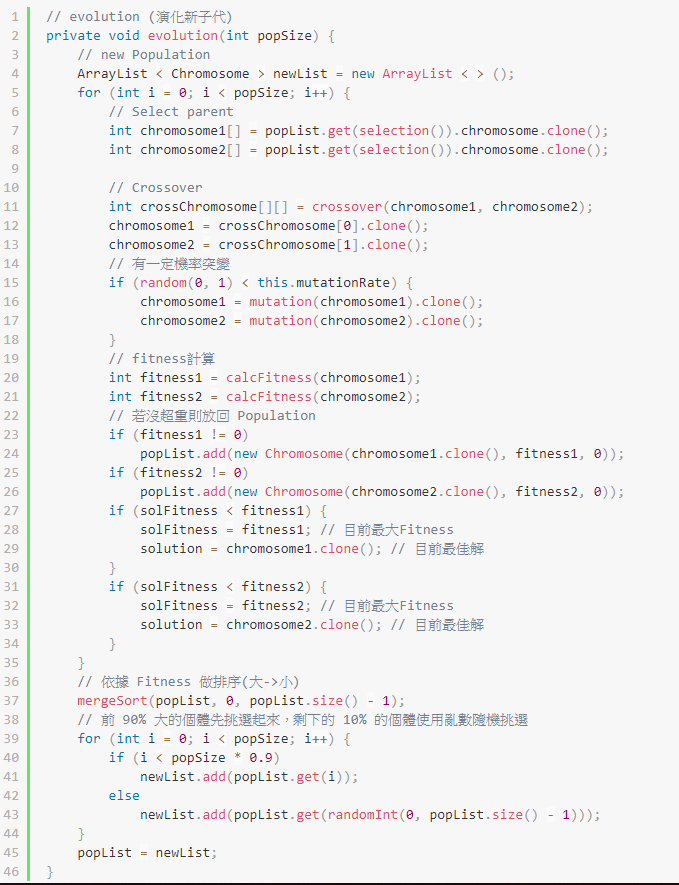 1 // evolution (演化新子代)
2 private void evolution(int popSize) {
3     // new Population
4     ArrayList < Chromosome > newList = new ArrayList < > ();
5     for (int i = 0; i < popSize; i++) {
6         // Select parent
7         int chromosome1[] = popList.get(selection()).chromosome.clone();
8         int chromosome2[] = popList.get(selection()).chromosome.clone();
9
10         // Crossover
11         int crossChromosome[][] = crossover(chromosome1, chromosome2);
12         chromosome1 = crossChromosome[0].clone();
13         chromosome2 = crossChromosome[1].clone();
14         // 有一定機率突變
15         if (random(0, 1) < this.mutationRate) {
16             chromosome1 = mutation(chromosome1).clone();
17             chromosome2 = mutation(chromosome2).clone();
18         }
19         // fitness計算
20         int fitness1 = calcFitness(chromosome1);
21         int fitness2 = calcFitness(chromosome2);
22         // 若沒超重則放回 Population
23         if (fitness1 != 0)
24             popList.add(new Chromosome(chromosome1.clone(), fitness1, 0));
25         if (fitness2 != 0)
26             popList.add(new Chromosome(chromosome2.clone(), fitness2, 0));
27         if (solFitness < fitness1) {
28             solFitness = fitness1; // 目前最大Fitness
29             solution = chromosome1.clone(); // 目前最佳解
30         }
31         if (solFitness < fitness2) {
32             solFitness = fitness2; // 目前最大Fitness
33             solution = chromosome2.clone(); // 目前最佳解
34         }
35     }
36     // 依據 Fitness 做排序(大->小)
37     mergeSort(popList, 0, popList.size() - 1);
38     // 前 90% 大的個體先挑選起來，剩下的 10% 的個體使用亂數隨機挑選
39     for (int i = 0; i < popSize; i++) {
40         if (i < popSize * 0.9)
41             newList.add(popList.get(i));
42         else
43             newList.add(popList.get(randomInt(0, popList.size() - 1)));
44     }
45     popList = newList;
46 }